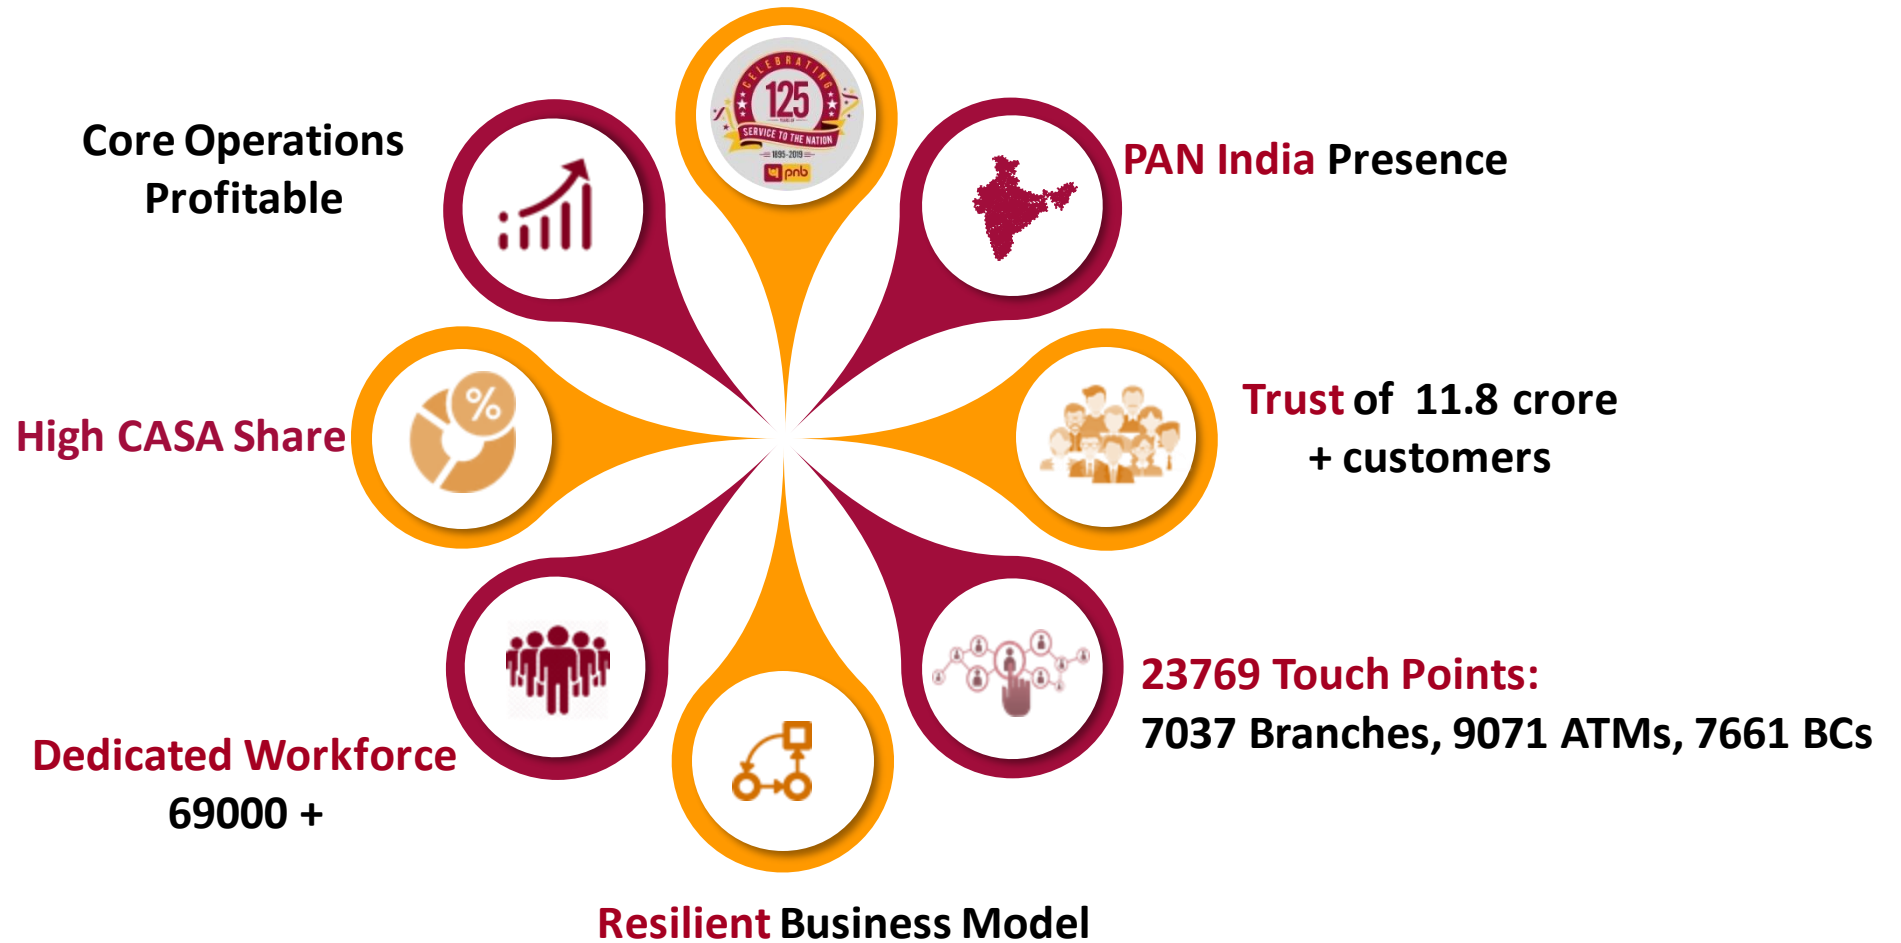 CELEBRATING
125
YEARS OF
SERVICE TO THE NATION
1895-2019
pnb
Core Operations
Profitable
PAN India Presence
%
High CASA Share
Trust of 11.8 crore
+ customers
Dedicated Workforce
69000 +
23769 Touch Points:
7037 Branches, 9071 ATMs, 7661 BCs
Resilient Business Model